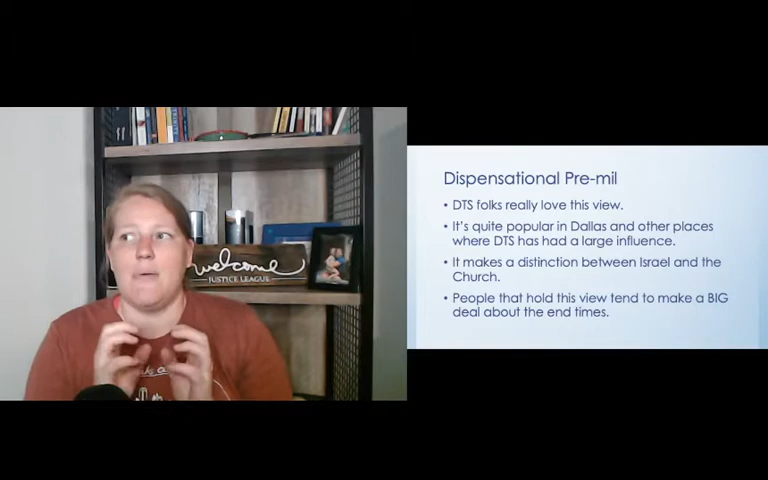 welcome
JUSTICE LEAGUE
Dispensational Pre-mil
• DTS folks really love this view.
• It's quite popular in Dallas and other places
where DTS has had a large influence.
• It makes a distinction between Israel and the
Church.
• People that hold this view tend to make a BIG
deal about the end times.